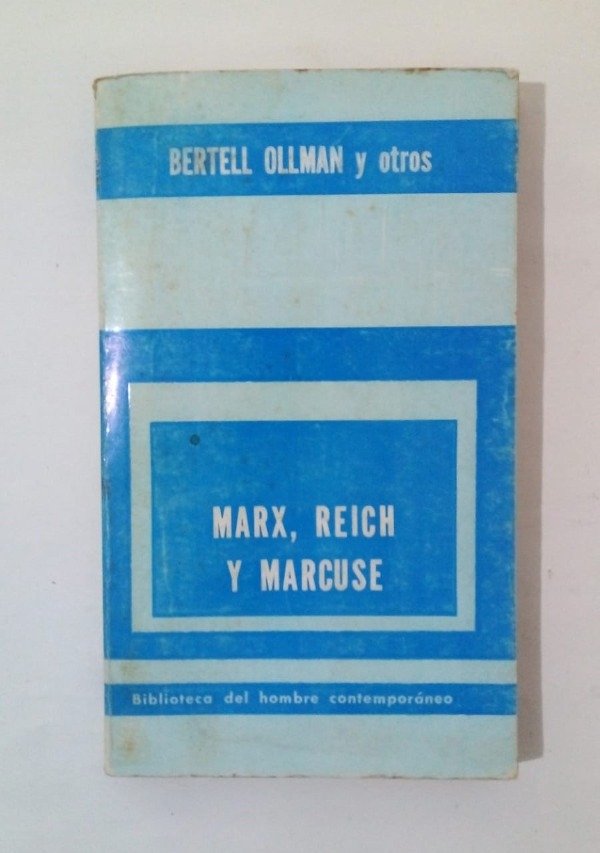 BERTELL OLLMAN y otros
MARX, REICH
Y MARCUSE
Biblioteca del hombre contemporáneo